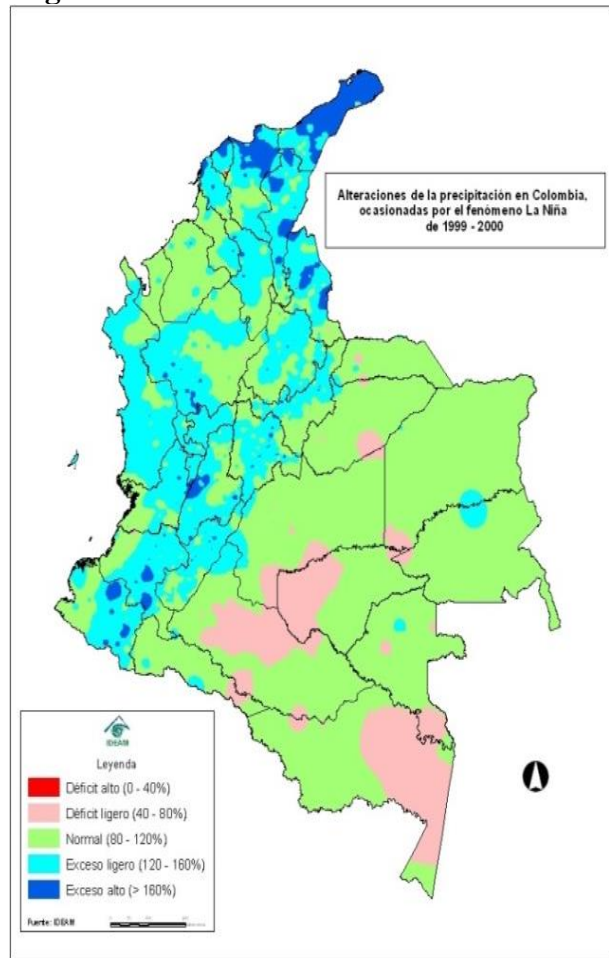 Alteraciones de la precipitación en Colombia,
ocasionadas por el fenómeno La Niña
de 1999 - 2000
IDEAM
Leyenda
Déficit alto (0 - 40%)
Déficit ligero (40 - 80%)
Normal (80 - 120%)
Exceso ligero (120 - 160%)
Exceso alto (> 160%)
Fuente: IDEAM